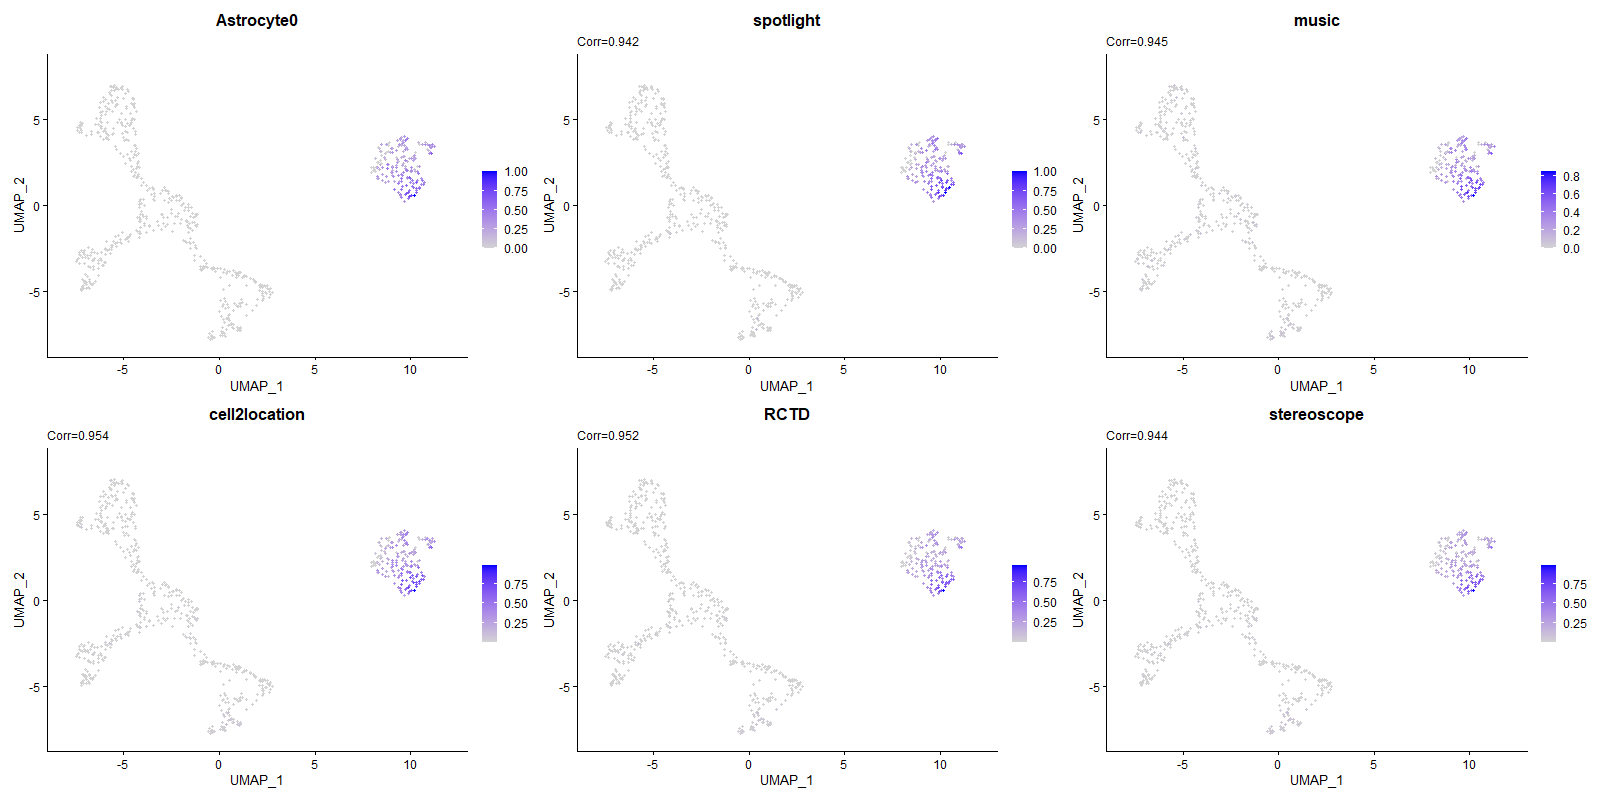 Astrocyte0
5
0
-5
UMAP_2
-5
0
5
10
UMAP_1
1.00
0.75
0.50
0.25
0.00
spotlight
Corr=0.942
5
0
-5
UMAP_2
-5
0
5
10
UMAP_1
1.00
0.75
0.50
0.25
0.00
music
Corr=0.945
5
0
-5
UMAP_2
-5
0
5
10
UMAP_1
0.8
0.6
0.4
0.2
0.0
cell2location
Corr=0.954
5
0
-5
UMAP_2
-5
0
5
10
UMAP_1
0.75
0.50
0.25
RCTD
Corr=0.952
5
0
-5
UMAP_2
-5
0
5
10
UMAP_1
0.75
0.50
0.25
stereoscope
Corr=0.944
5
0
-5
UMAP_2
-5
0
5
10
UMAP_1
0.75
0.50
0.25